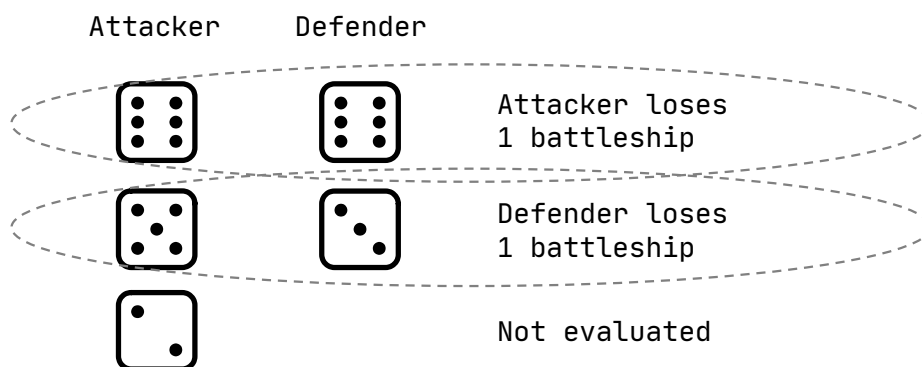 Attacker Defender
Attacker loses
1 battleship
Defender loses
1 battleship
Not evaluated